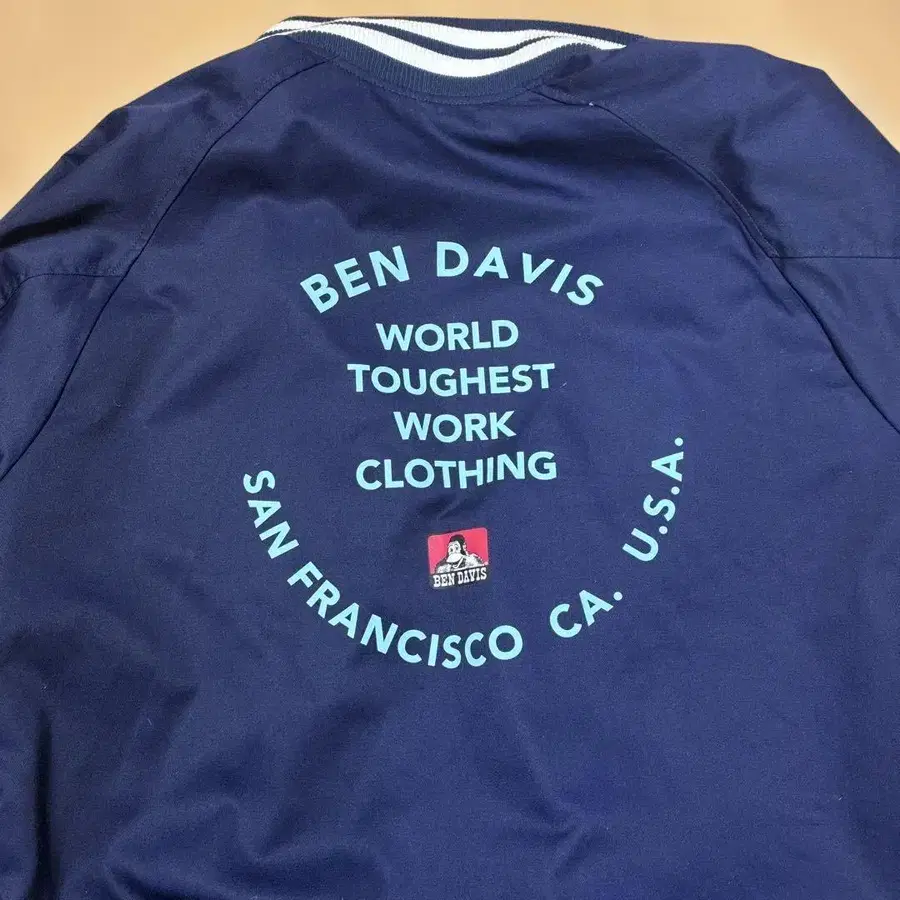 BEN DAVIS
WORLD
TOUGHEST
WORK
CLOTHING
BEN DAVIS
SAN FRANCISCO CA. U.S.A.